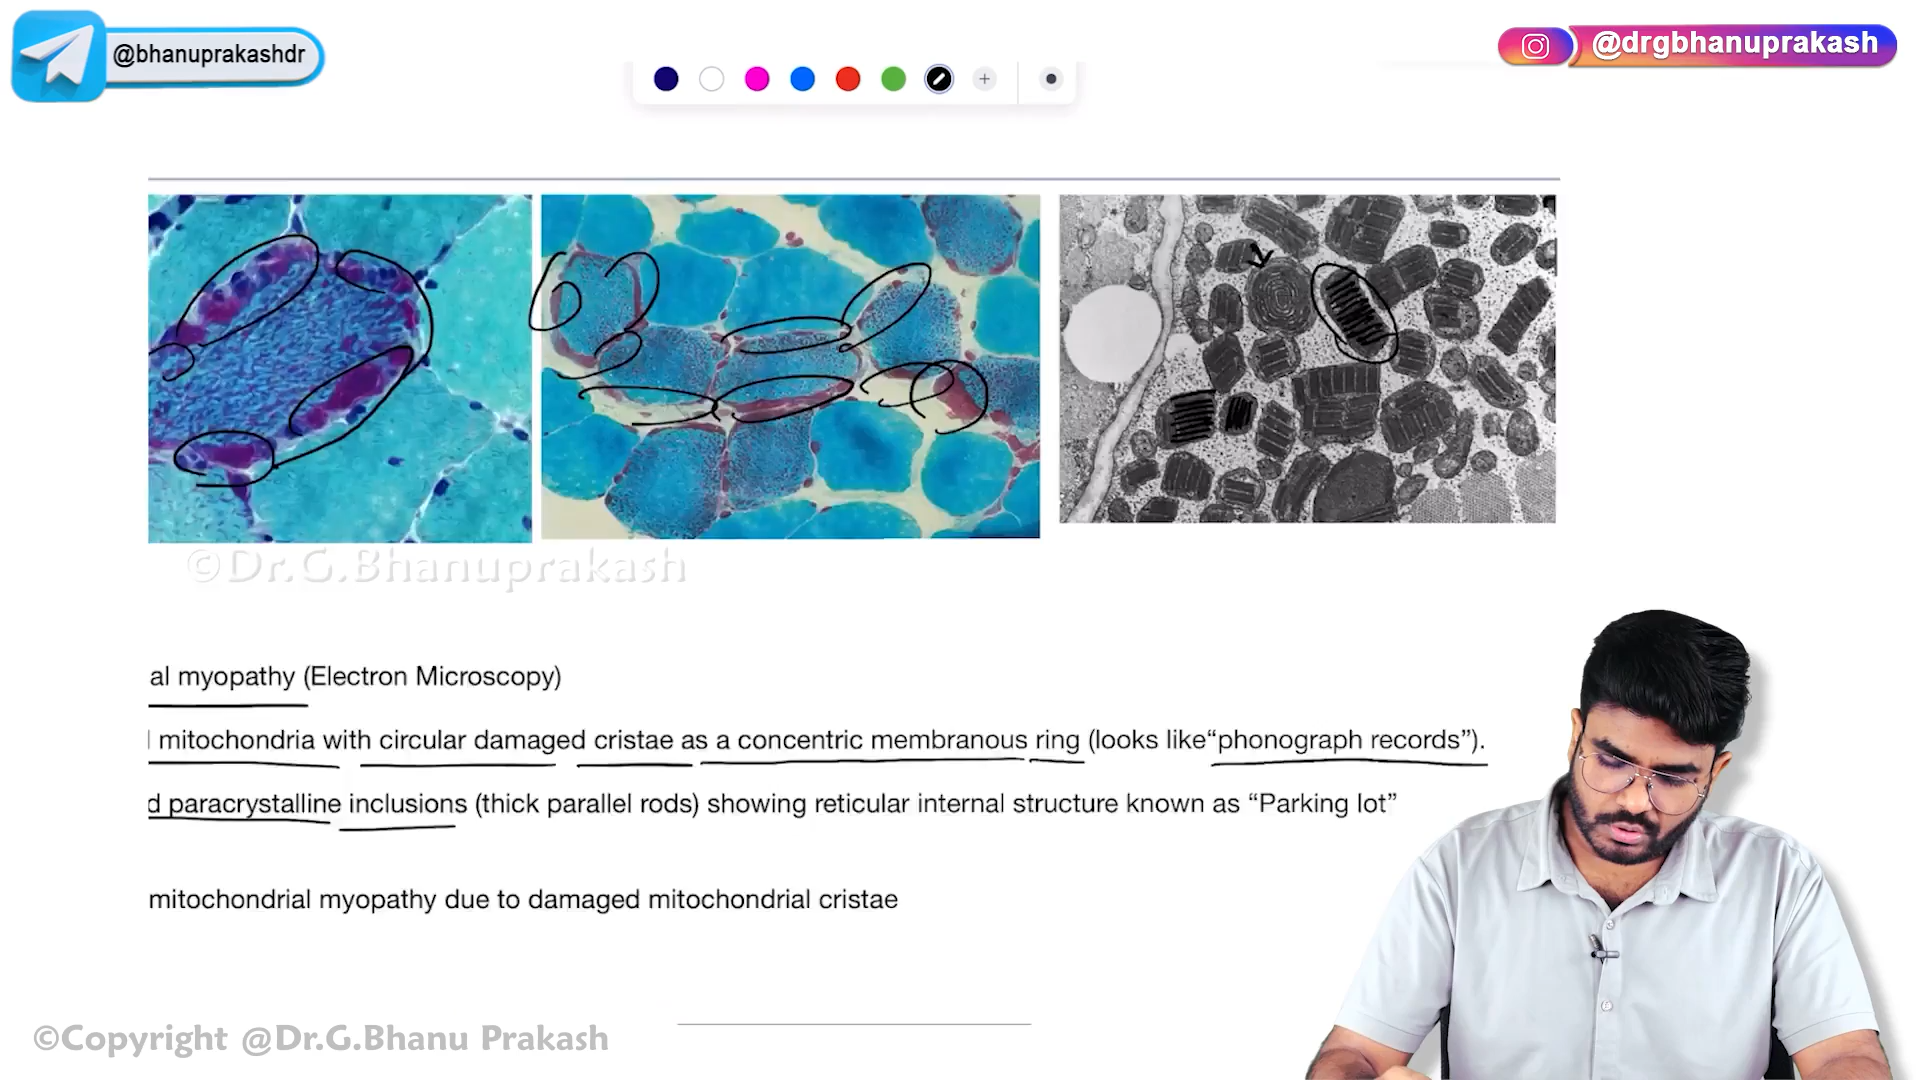 @bhanuprakashdr
@drgbhanuprakash
©Dr.G.Bhanuprakash
al myopathy (Electron Microscopy)
mitochondria with circular damaged cristae as a concentric membranous ring (looks like“phonograph records”).
d paracrystalline inclusions (thick parallel rods) showing reticular internal structure known as “Parking lot”
mitochondrial myopathy due to damaged mitochondrial cristae
©Copyright @Dr.G.Bhanu Prakash